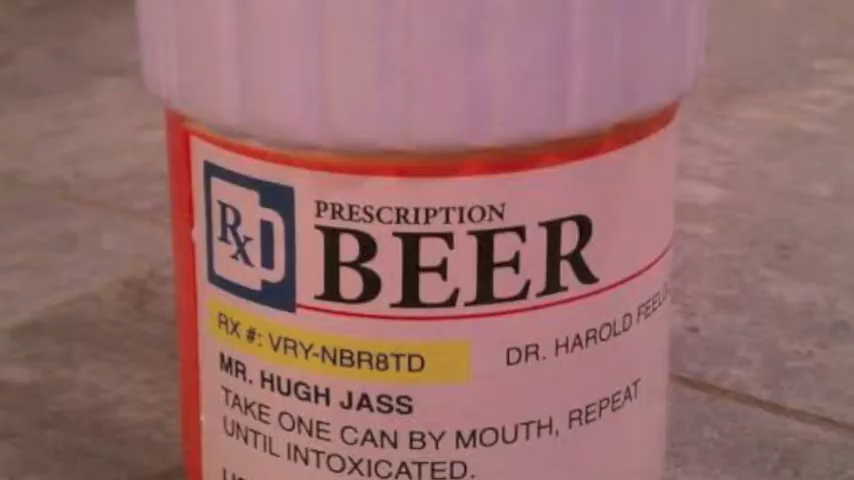 Rx
PRESCRIPTION
BEER
RX #: VRY-NBR8TD
DR. HAROLD
MR. HUGH JASS
TAKE ONE CAN BY MOUTH, REPEAT
UNTIL INTOXICATED.